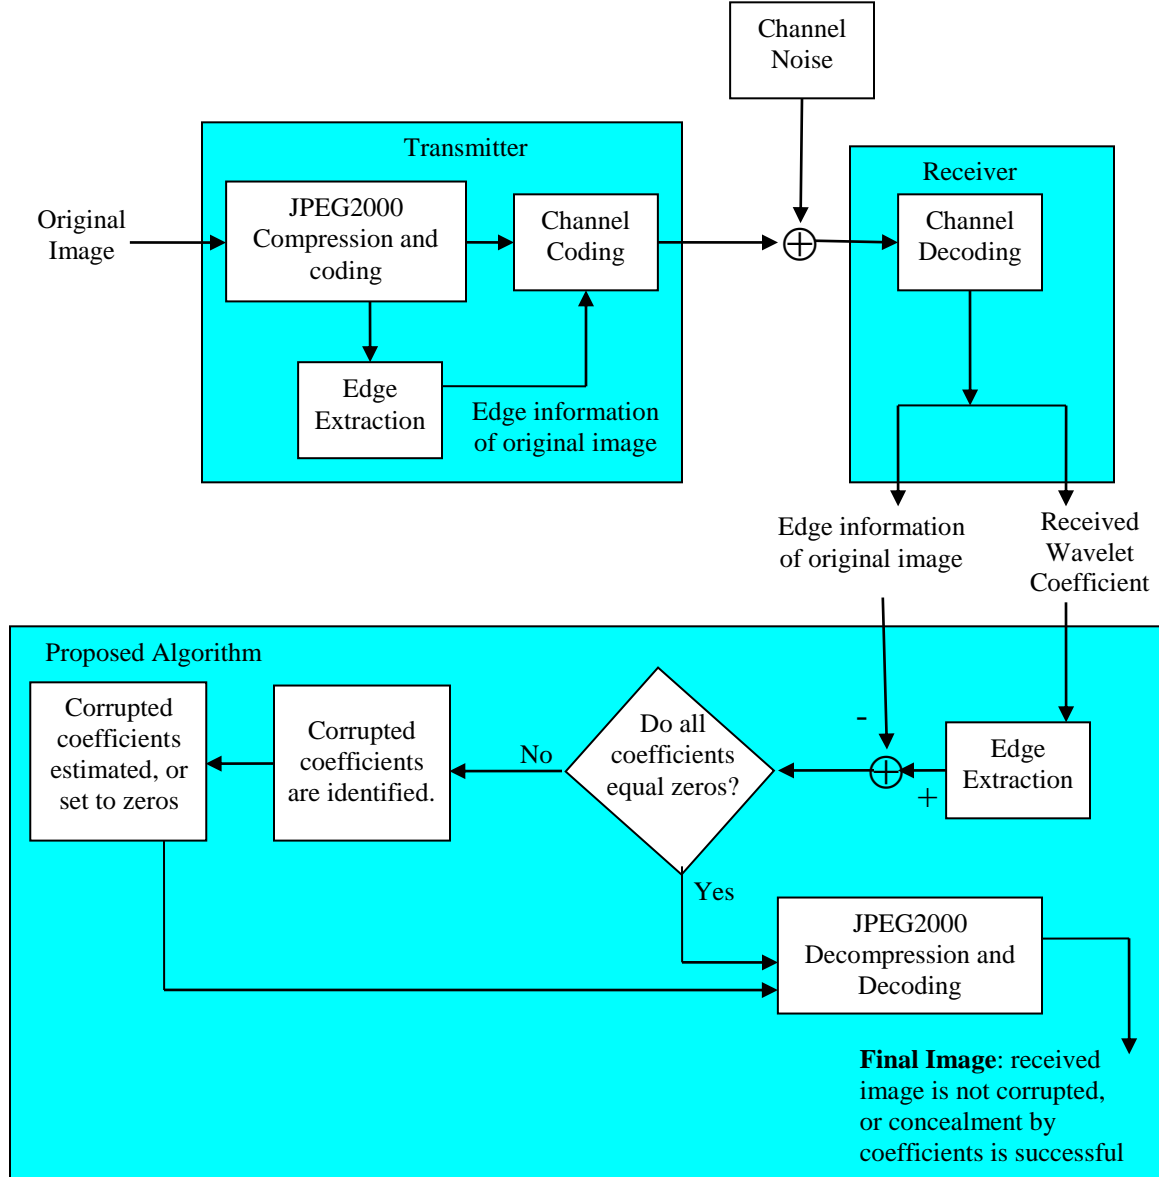 Channel
Noise
Transmitter
Receiver
Original
Image
JPEG2000
Compression and
coding
Channel
Coding
Channel
Decoding
Edge
Extraction
Edge information
of original image
Edge information
of original image
Received
Wavelet
Coefficient
Proposed Algorithm
Corrupted
coefficients
estimated, or
set to zeros
Corrupted
coefficients
are identified.
No
Do all
coefficients
equal zeros?
-
+
Edge
Extraction
Yes
JPEG2000
Decompression and
Decoding
Final Image: received
image is not corrupted,
or concealment by
coefficients is successful